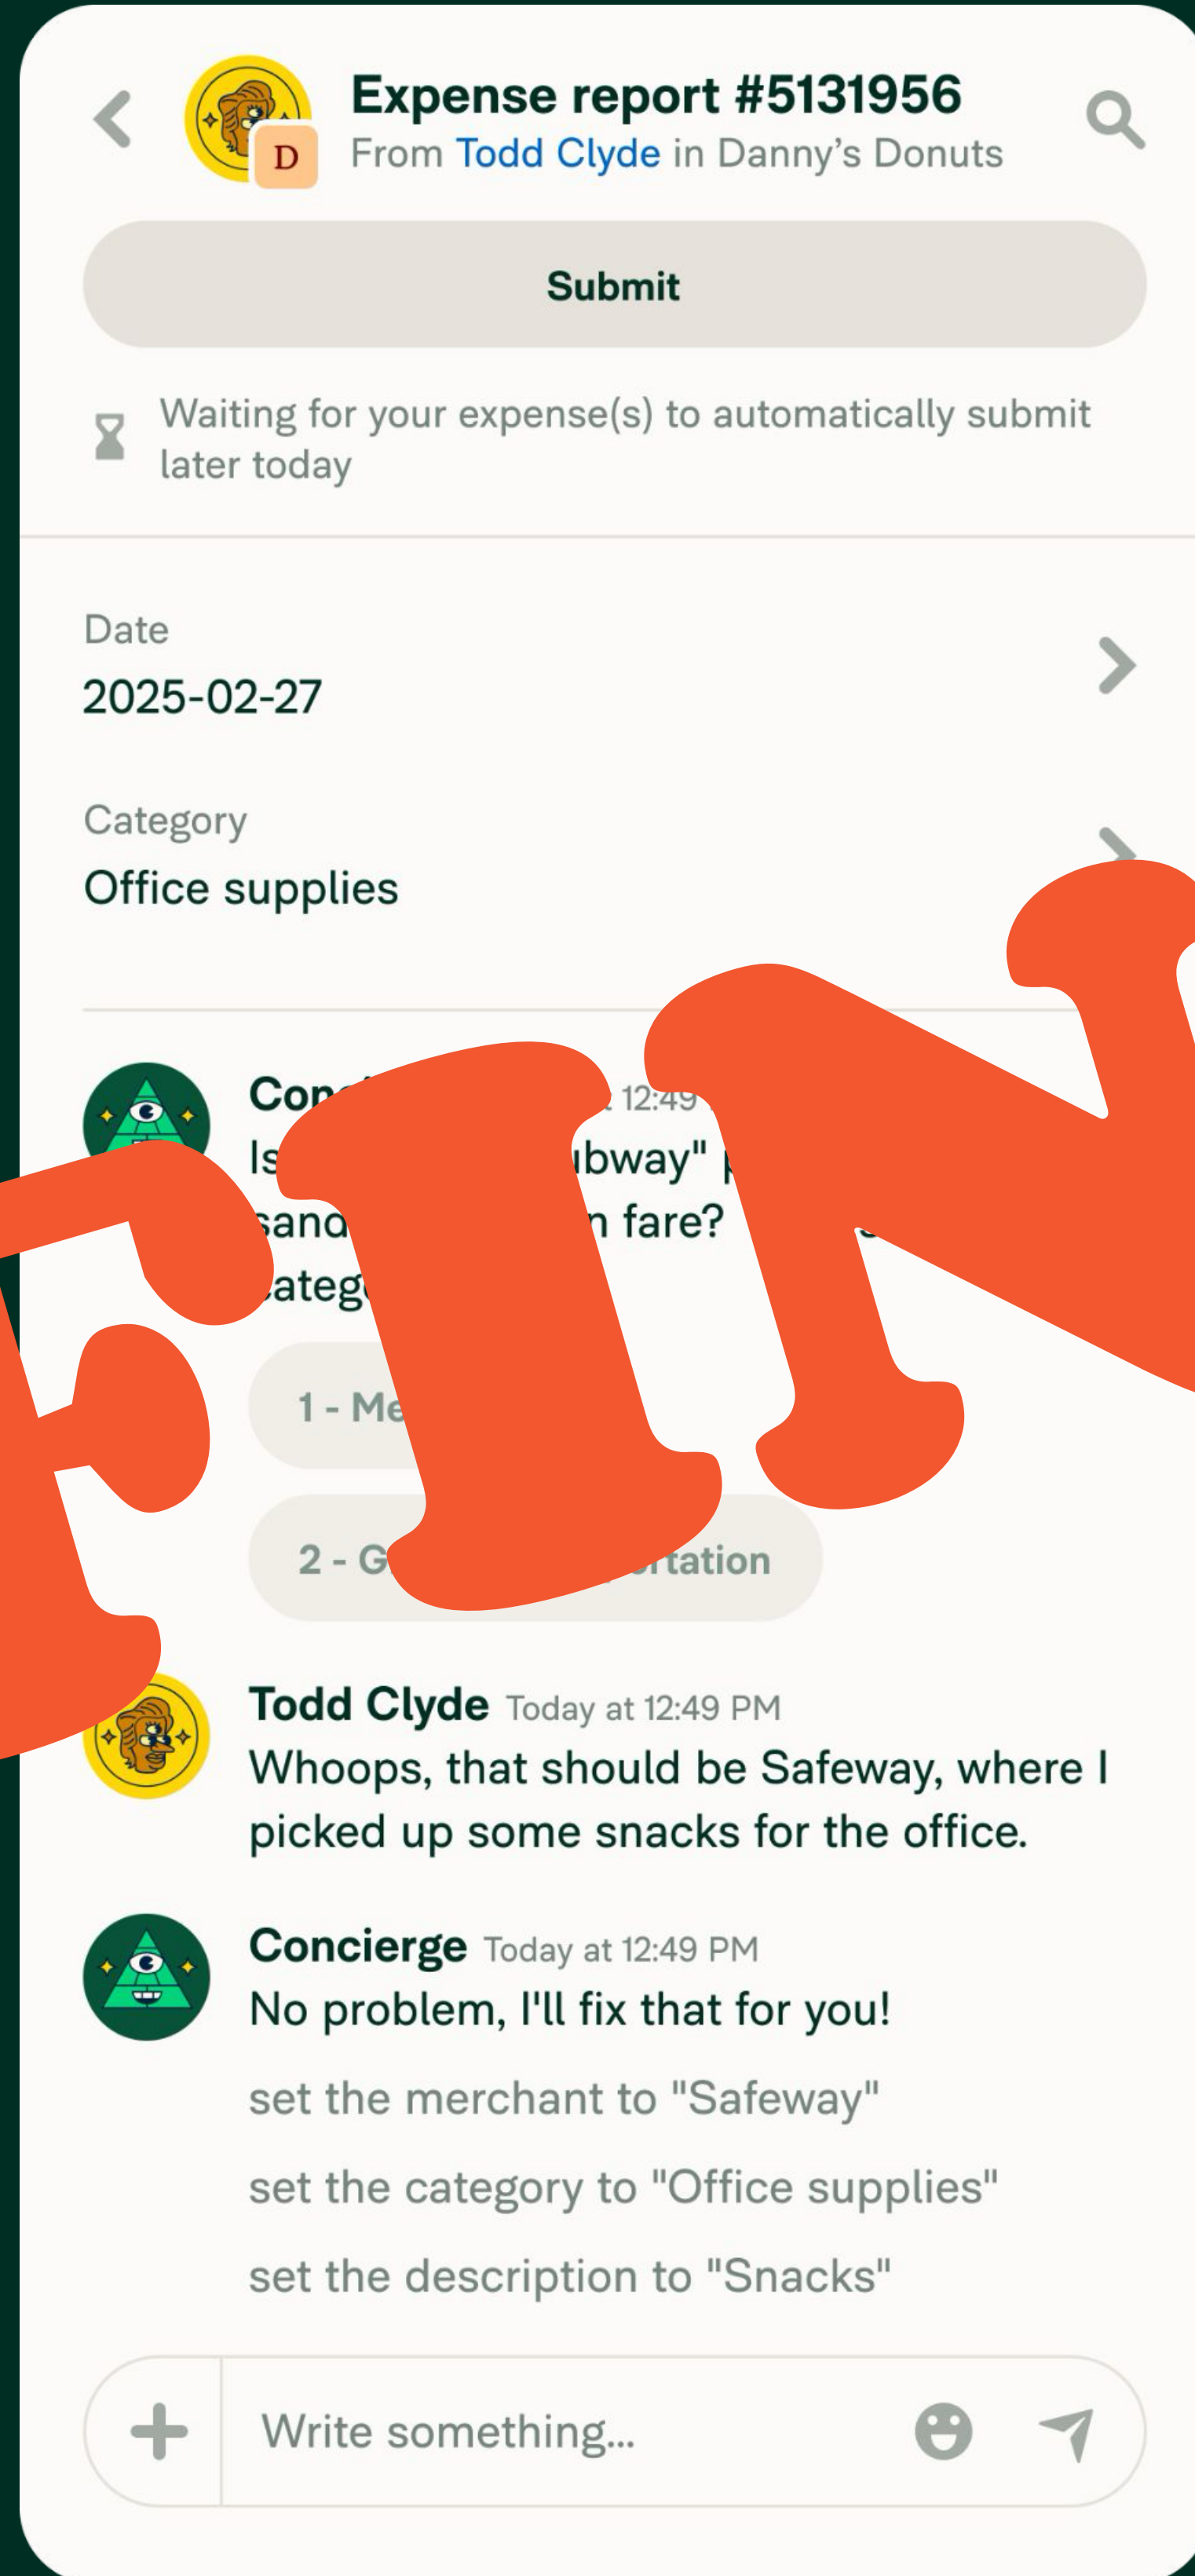 Expense report #5131956
D
From Todd Clyde in Danny's Donuts
Submit
Waiting for your expense(s) to automatically submit
later today
Date
2025-02-27
Category
Office supplies
12:49
fare?
1 -
2 -
FIN
Todd Clyde Today at 12:49 PM
Whoops, that should be Safeway, where I
picked up some snacks for the office.
Concierge Today at 12:49 PM
No problem, I'll fix that for you!
set the merchant to "Safeway"
set the category to "Office supplies"
set the description to "Snacks"
Write something...